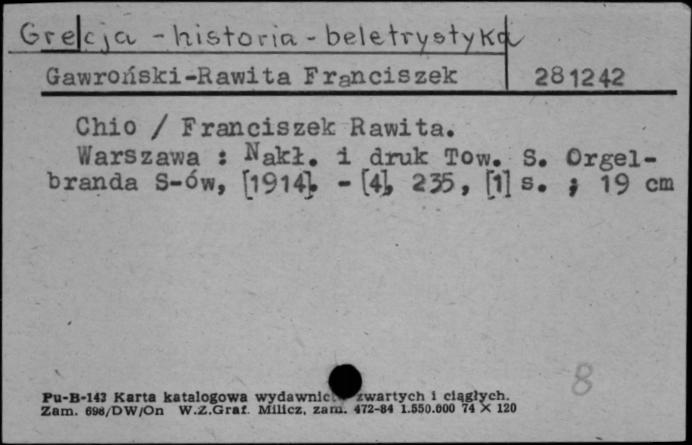 Grecja - historia - beletrystyka
Gawroński-Rawita Franciszek 281242
Chio / Franciszek Rawita.
Warszawa : Nakł. i druk Tow. S. Orgel-
branda S-ów, [1914]. - [4], 235, [1] s. ; 19 cm
8
Pu-B-143 Karta katalogowa zwartych i ciągłych.
Zam. 698/DW/On W.Z.Graf. Milicz, zam. 472-84 1.550.000 74 X 120